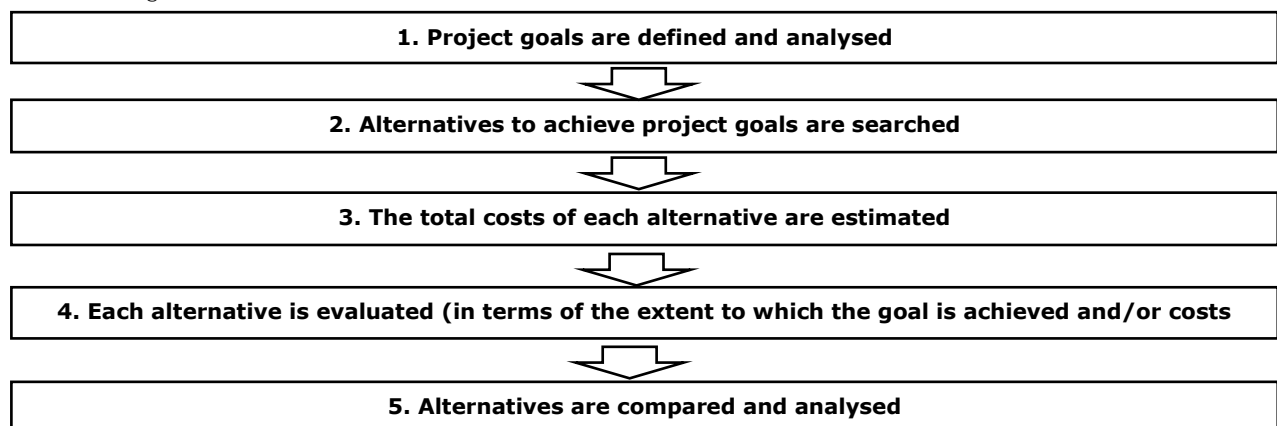 1. Project goals are defined and analysed
2. Alternatives to achieve project goals are searched
3. The total costs of each alternative are estimated
4. Each alternative is evaluated (in terms of the extent to which the goal is achieved and/or costs
5. Alternatives are compared and analysed